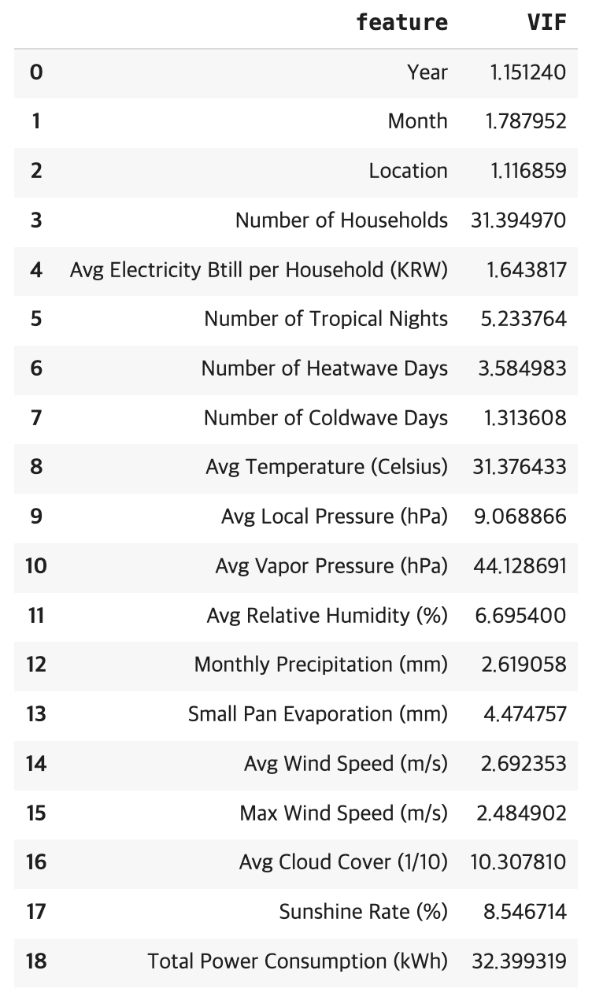 feature VIF
0 Year 1.151240
1 Month 1.787952
2 Location 1.116859
3 Number of Households 31.394970
4 Avg Electricity Btill per Household (KRW) 1.643817
5 Number of Tropical Nights 5.233764
6 Number of Heatwave Days 3.584983
7 Number of Coldwave Days 1.313608
8 Avg Temperature (Celsius) 31.376433
9 Avg Local Pressure (hPa) 9.068866
10 Avg Vapor Pressure (hPa) 44.128691
11 Avg Relative Humidity (%) 6.695400
12 Monthly Precipitation (mm) 2.619058
13 Small Pan Evaporation (mm) 4.474757
14 Avg Wind Speed (m/s) 2.692353
15 Max Wind Speed (m/s) 2.484902
16 Avg Cloud Cover (1/10) 10.307810
17 Sunshine Rate (%) 8.546714
18 Total Power Consumption (kWh) 32.399319